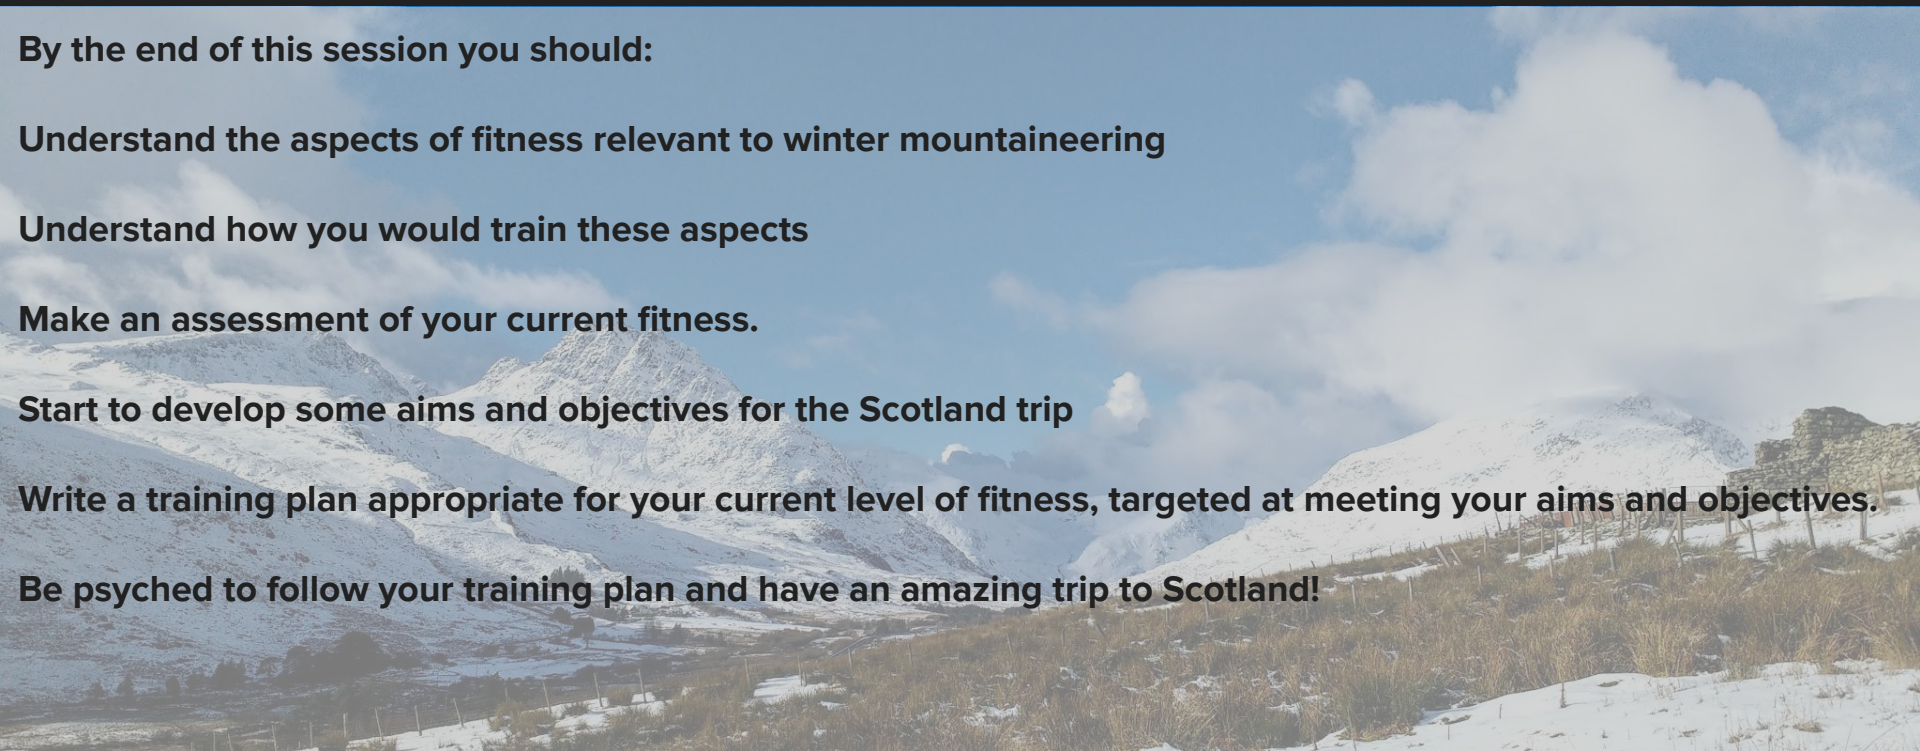 By the end of this session you should:
Understand the aspects of fitness relevant to winter mountaineering
Understand how you would train these aspects
Make an assessment of your current fitness.
Start to develop some aims and objectives for the Scotland trip
Write a training plan appropriate for your current level of fitness, targeted at meeting your aims and objectives.
Be psyched to follow your training plan and have an amazing trip to Scotland!